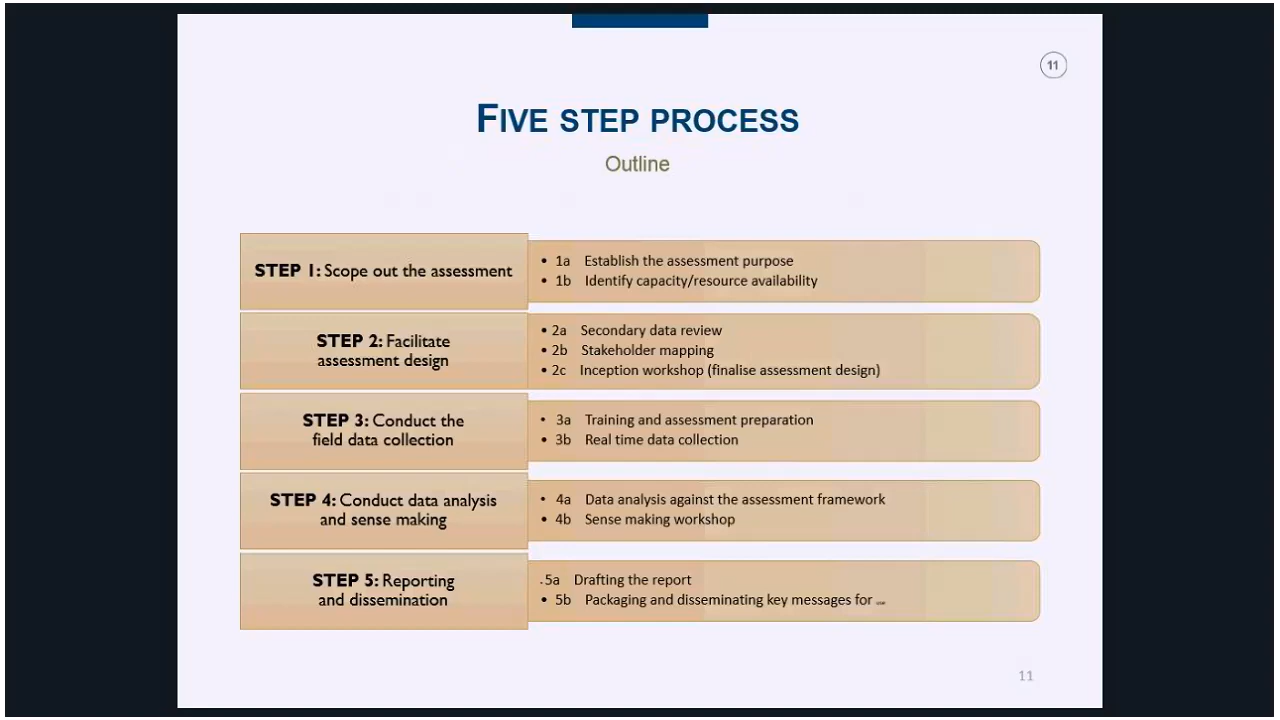 11
FIVE STEP PROCESS
Outline
STEP 1: Scope out the assessment
• 1a Establish the assessment purpose
• 1b Identify capacity/resource availability
STEP 2: Facilitate
assessment design
• 2a Secondary data review
• 2b Stakeholder mapping
• 2c Inception workshop (finalise assessment design)
STEP 3: Conduct the
field data collection
• 3a Training and assessment preparation
• 3b Real time data collection
STEP 4: Conduct data analysis
and sense making
• 4a Data analysis against the assessment framework
• 4b Sense making workshop
STEP 5: Reporting
and dissemination
.5a Drafting the report
• 5b Packaging and disseminating key messages for
11